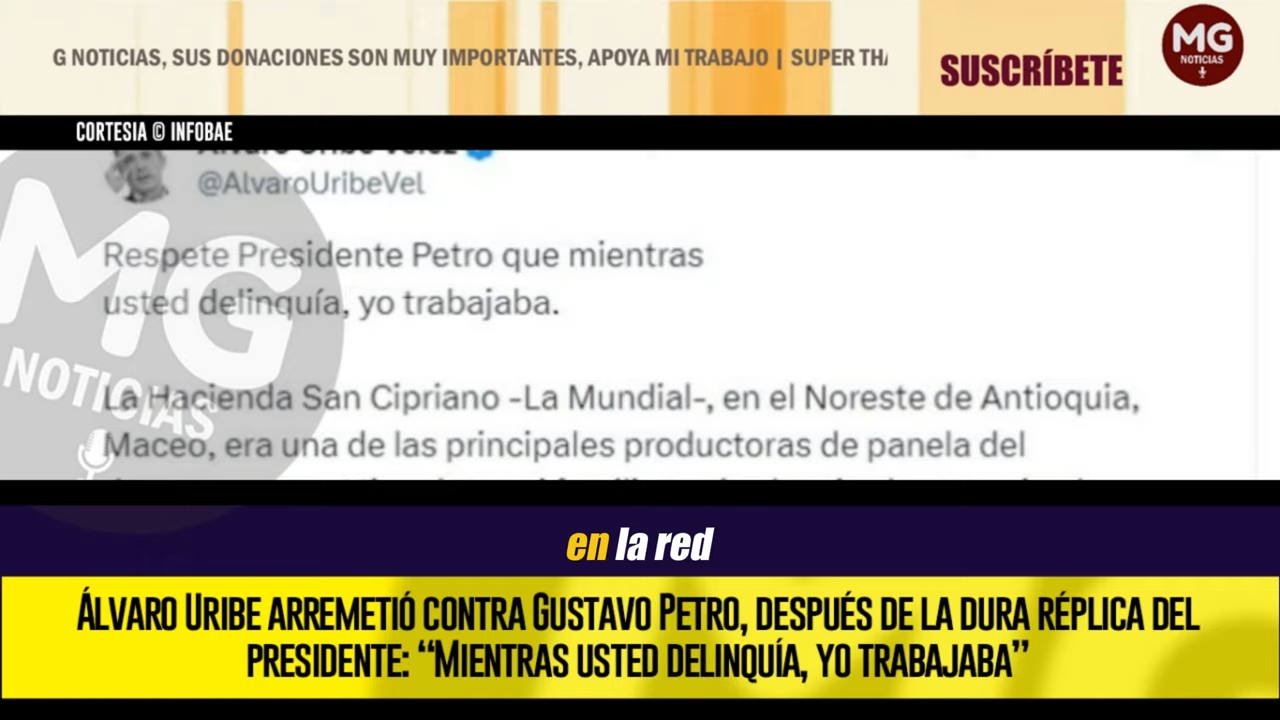 G NOTICIAS, SUS DONACIONES SON MUY IMPORTANTES, APOYA MI TRABAJO | SUPER
SUSCRÍBETE
MG
NOTICIAS
CORTESIA © INFOBAE
@AlvaroUribeVel
Respete Presidente Petro que mientras
usted delinquía, yo trabajaba.
La Hacienda San Cipriano -La Mundial-, en el Noreste de Antioquia,
Maceo, era una de las principales productoras de panela del
MG
NOTICIAS
en la red
ÁLVARO URIBE ARREMETIÓ CONTRA GUSTAVO PETRO, DESPUÉS DE LA DURA RÉPLICA DEL
PRESIDENTE: “MIENTRAS USTED DELINQUÍA, YO TRABAJABA”